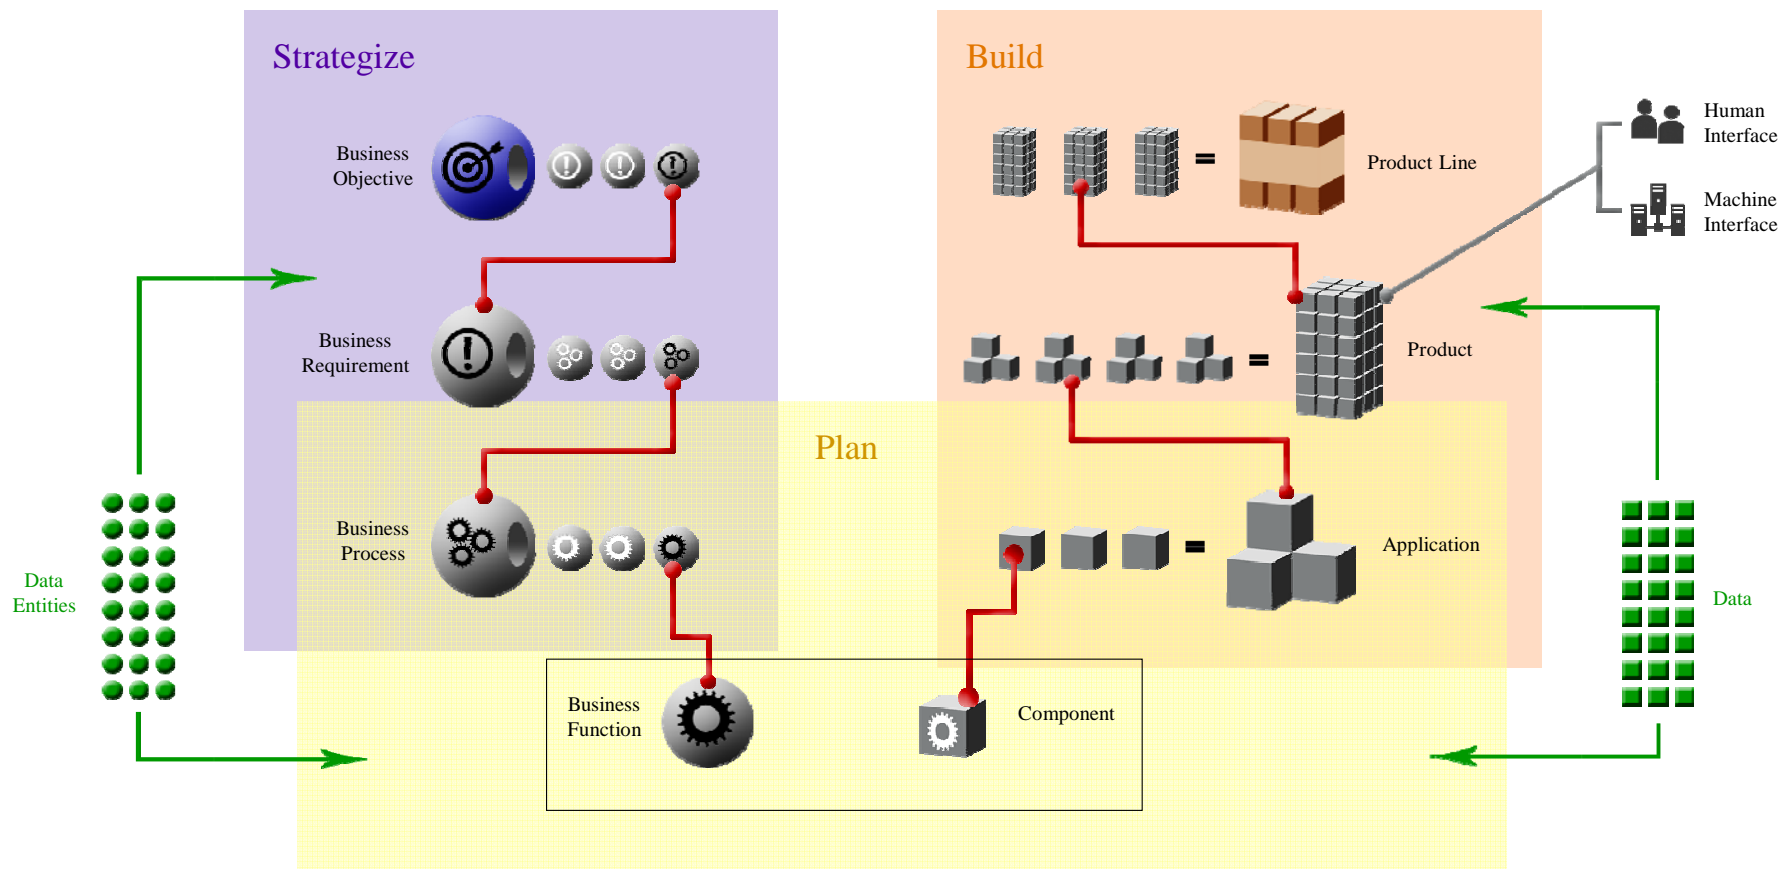 Strategize
Build
Business
Objective
Product Line
Human
Interface
Machine
Interface
Business
Requirement
Product
Plan
Business
Process
Application
Data
Entities
Data
Business
Function
Component